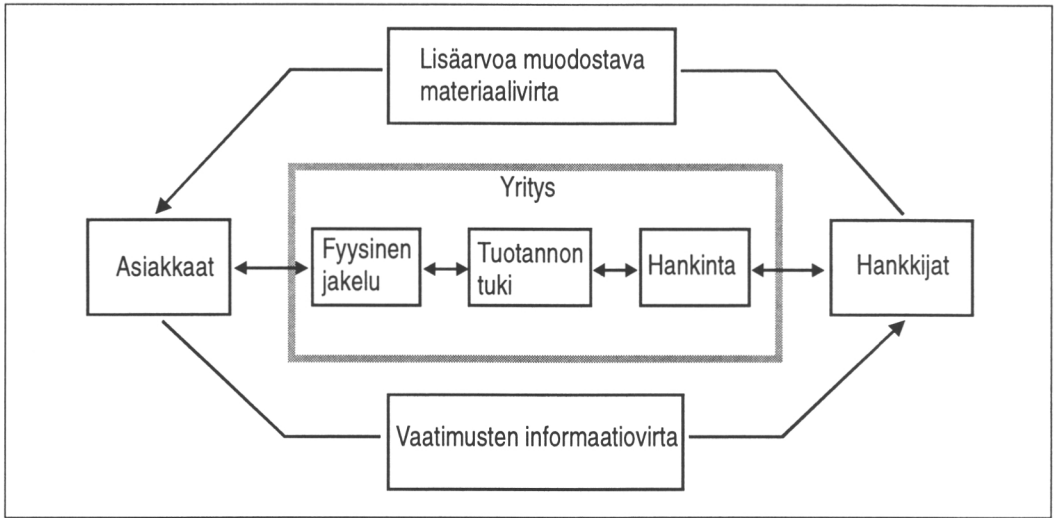 Lisäarvoa muodostava
materiaalivirta
Yritys
Asiakkaat
Fyysinen
jakelu
Tuotannon
tuki
Hankinta
Hankkijat
Vaatimusten informaatiovirta